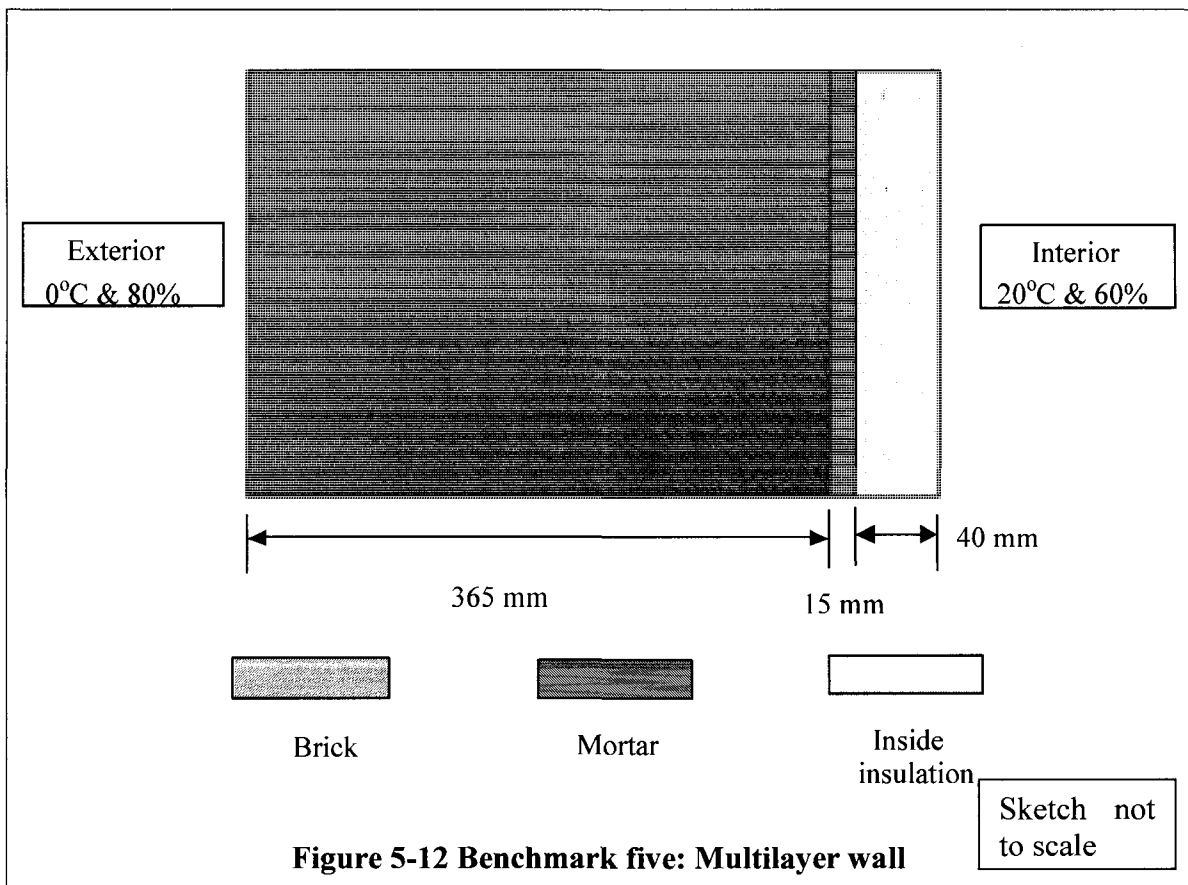 Exterior
0°C & 80%
Interior
20°C & 60%
40 mm
365 mm
15 mm
Brick
Mortar
Inside
insulation
Sketch not
to scale
Figure 5-12 Benchmark five: Multilayer wall